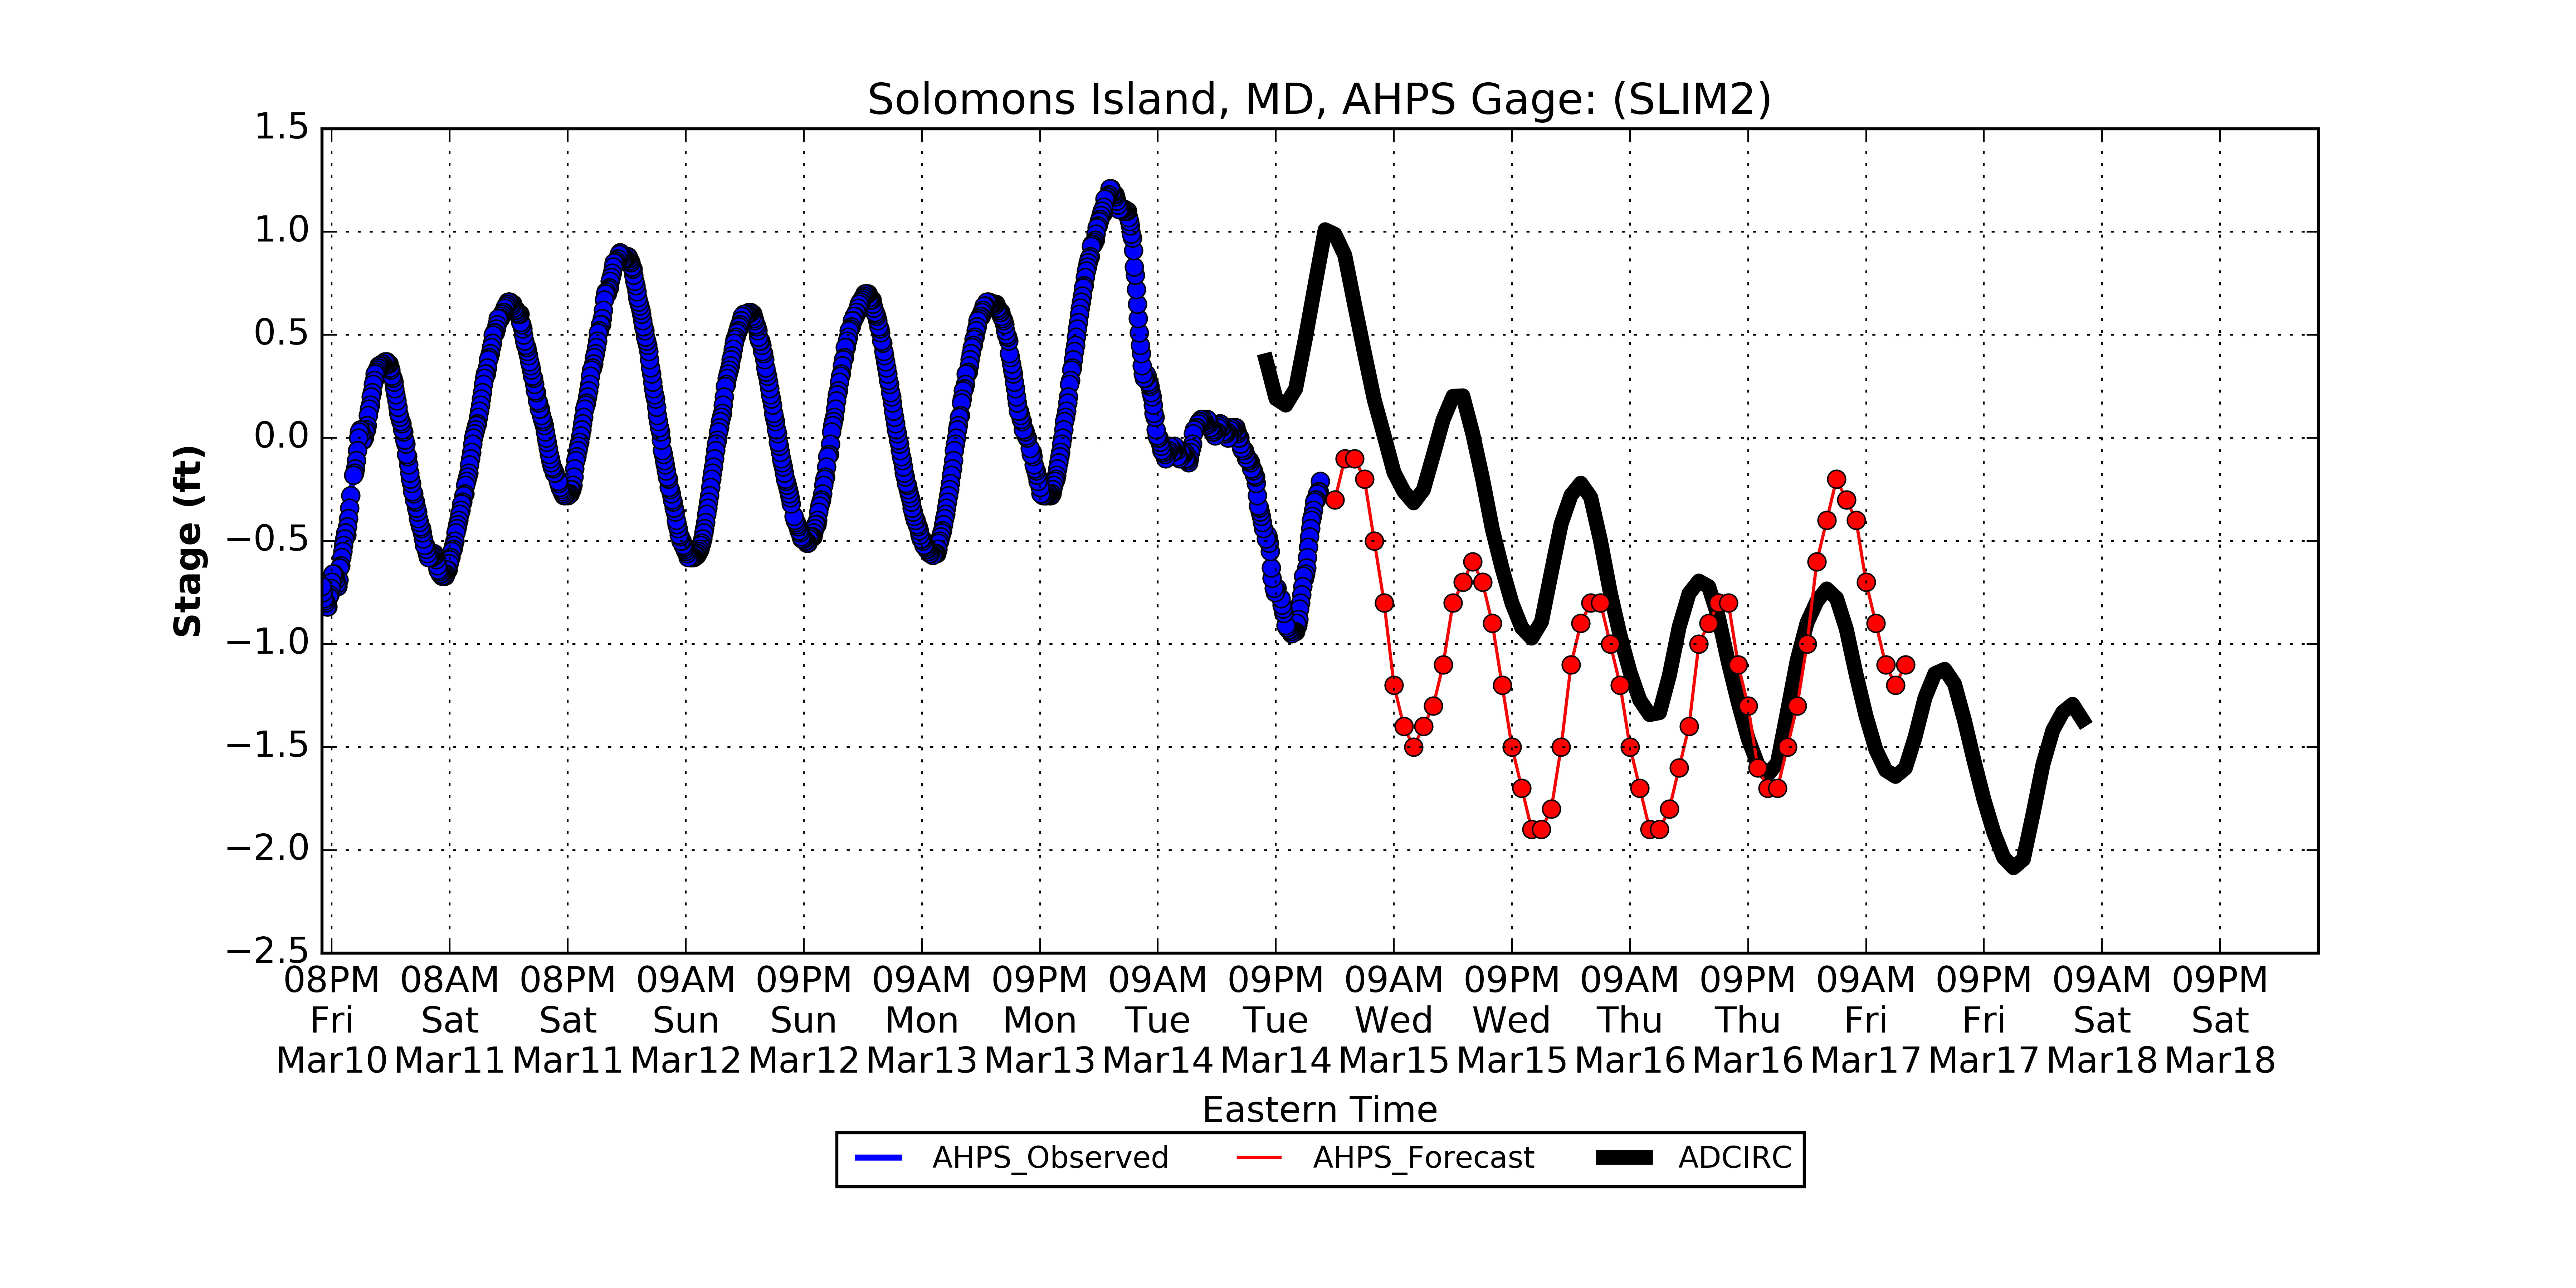 Solomons Island, MD, AHPS Gage: (SLIM2)
1.5
1.0
0.5
0.0
−0.5
−1.0
−1.5
−2.0
−2.5
Stage (ft)
08PM 08AM 08PM 09AM 09PM 09AM 09PM 09AM 09PM 09AM 09PM 09AM 09PM 09AM 09PM 09AM 09PM
Fri Sat Sat Sun Sun Mon Mon Tue Tue Wed Wed Thu Thu Fri Fri Sat Sat
Mar10 Mar11 Mar11 Mar12 Mar12 Mar13 Mar13 Mar14 Mar14 Mar15 Mar15 Mar16 Mar16 Mar17 Mar17 Mar18 Mar18
Eastern Time
AHPS_Observed AHPS_Forecast ADCIRC